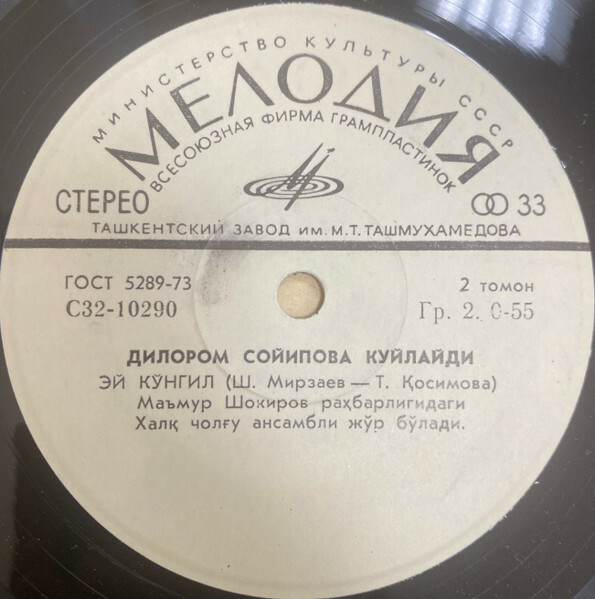 МИНИСТЕРСТВО КУЛЬТУРЫ СССР
МЕЛОДИЯ
ВСЕСОЮЗНАЯ ФИРМА ГРАМПЛАСТИНОК
СТЕРЕО 33
ТАШКЕНТСКИЙ ЗАВОД ИМ. М.Т. ТАШМУХАМЕДОВА
ГОСТ 5289-73 2 томон
С32-10290 Гр. 2. 0-55
ДИЛОРОМ СОЙИПОВА КУЙЛАЙДИ
ЭЙ КЎНГИЛ (Ш. Мирзаев — Т. Қосимова)
Маъмур Шокиров раҳбарлигидаги
Халқ чолғу ансамбли жўр бўлади.